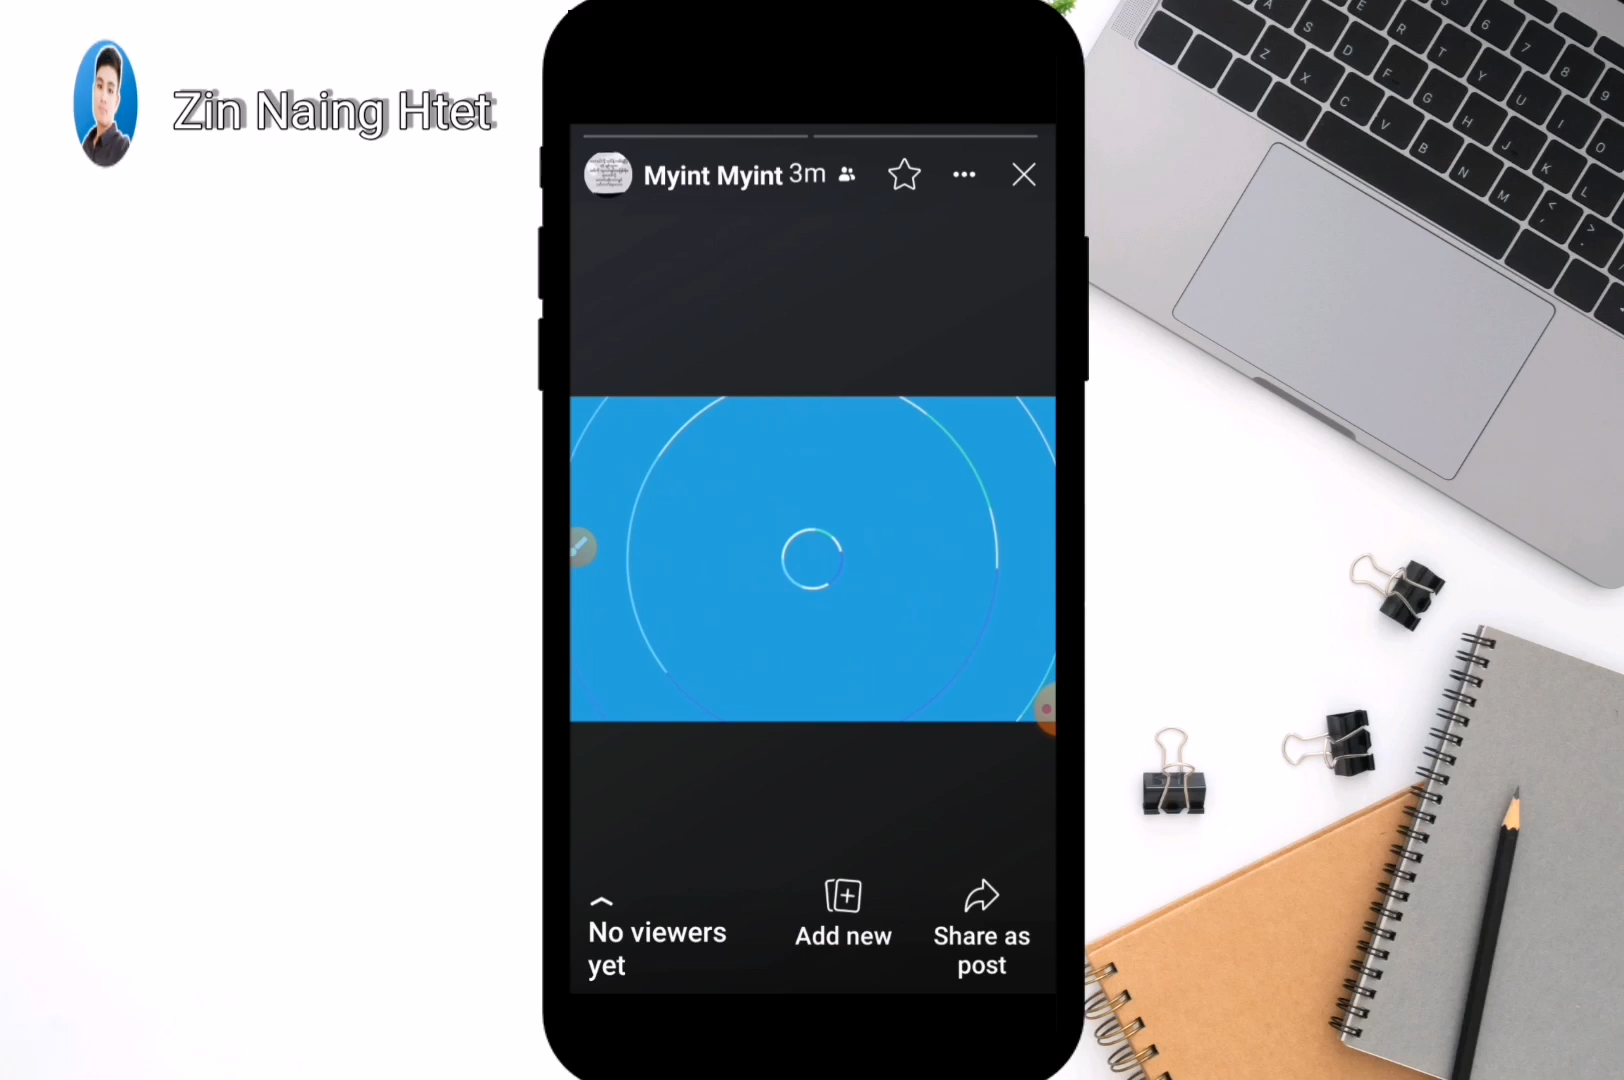 Zin Naing Htet
Myint Myint 3m
No viewers
yet
Add new
Share as
post